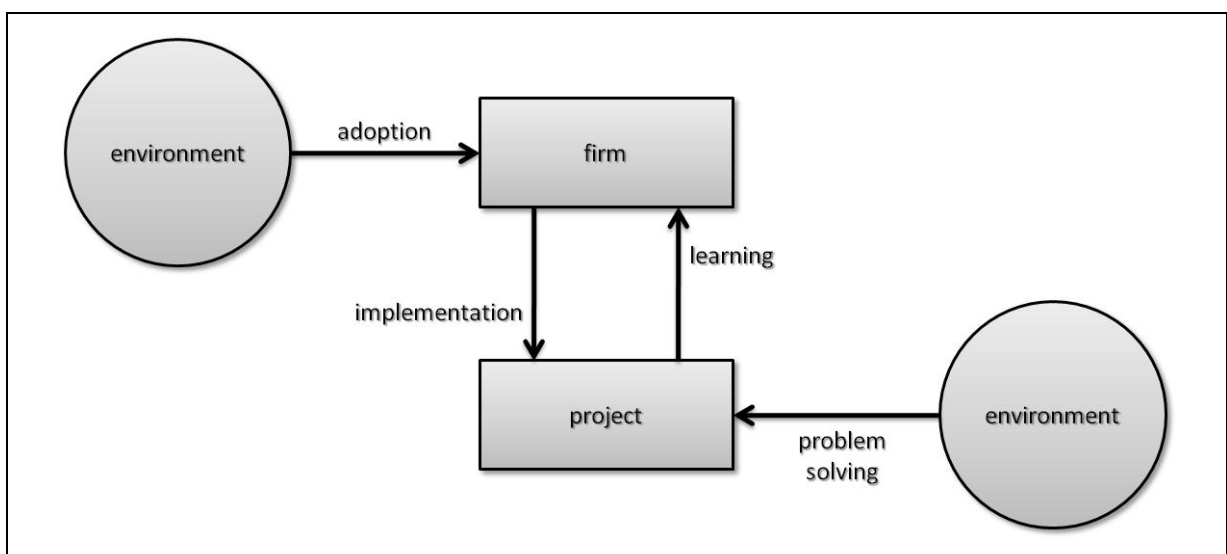 adoption
environment
firm
learning
implementation
project
environment
problem
solving